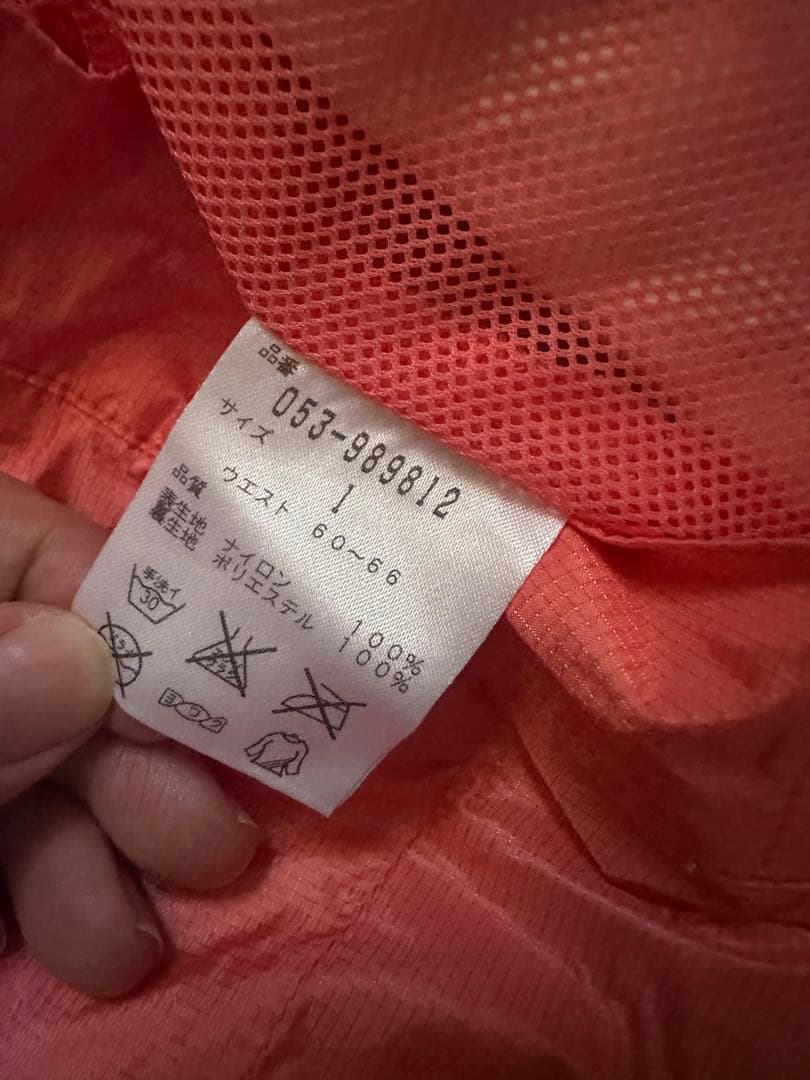 品番
053-989812
サイズ 1
ウエスト 60~66
品質
表生地 ナイロン 100%
裏生地 ポリエステル 100%
手洗イ
30